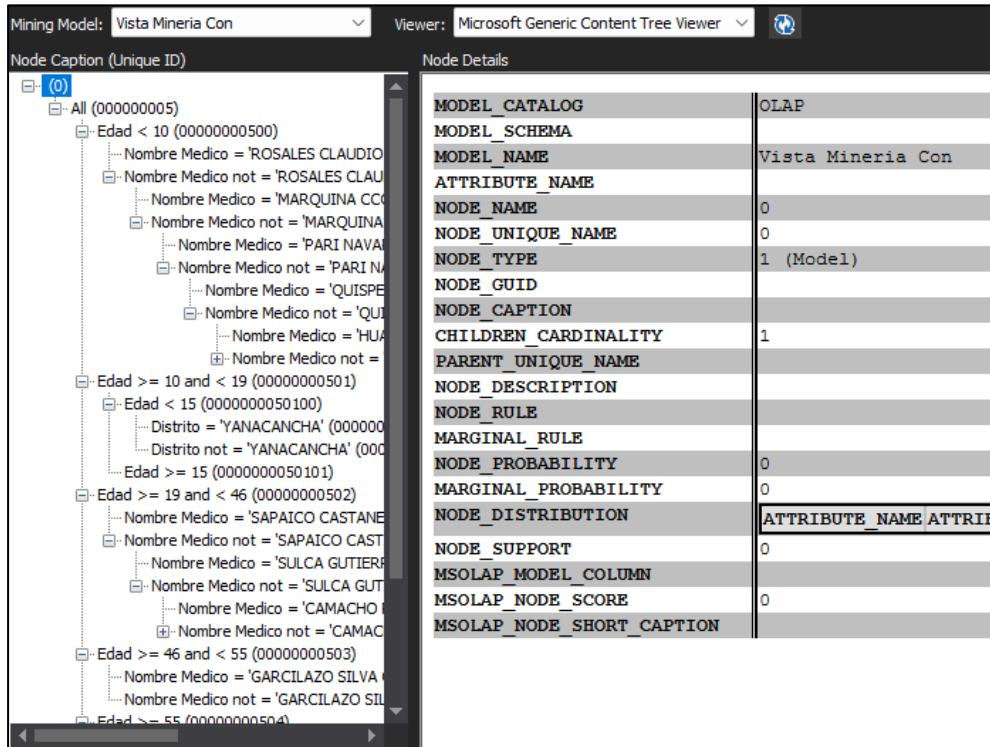 Mining Model: Vista Mineria Con Viewer: Microsoft Generic Content Tree Viewer
Node Caption (Unique ID)
(0)
All (000000005)
Edad < 10 (00000000500)
Nombre Medico = 'ROSALES CLAUDIO
Nombre Medico not = 'ROSALES CLAU
Nombre Medico = 'MARQUINA CCO
Nombre Medico not = 'MARQUINA
Nombre Medico = 'PARI NAVA
Nombre Medico not = 'PARI N
Nombre Medico = 'QUISPE
Nombre Medico not = 'QUI
Nombre Medico = 'HUA
Nombre Medico not =
Edad >= 10 and < 19 (00000000501)
Edad < 15 (0000000050100)
Distrito = 'YANACANCHA' (000000
Distrito not = 'YANACANCHA' (000
Edad >= 15 (0000000050101)
Edad >= 19 and < 46 (00000000502)
Nombre Medico = 'SAPAICO CASTANE
Nombre Medico not = 'SAPAICO CAST
Nombre Medico = 'SULCA GUTIERR
Nombre Medico not = 'SULCA GUT
Nombre Medico = 'CAMACHO
Nombre Medico not = 'CAMAC
Edad >= 46 and < 55 (00000000503)
Nombre Medico = 'GARCILAZO SILVA
Nombre Medico not = 'GARCILAZO SIL
Edad >= 55 (00000000504)
Node Details
MODEL_CATALOG OLAP
MODEL_SCHEMA
MODEL_NAME Vista Mineria Con
ATTRIBUTE_NAME
NODE_NAME 0
NODE_UNIQUE_NAME 0
NODE_TYPE 1 (Model)
NODE_GUID
NODE_CAPTION
CHILDREN_CARDINALITY 1
PARENT_UNIQUE_NAME
NODE_DESCRIPTION
NODE_RULE
MARGINAL_RULE
NODE_PROBABILITY 0
MARGINAL_PROBABILITY 0
NODE_DISTRIBUTION ATTRIBUTE_NAME ATTRIB
NODE_SUPPORT 0
MSOLAP_MODEL_COLUMN
MSOLAP_NODE_SCORE 0
MSOLAP_NODE_SHORT_CAPTION